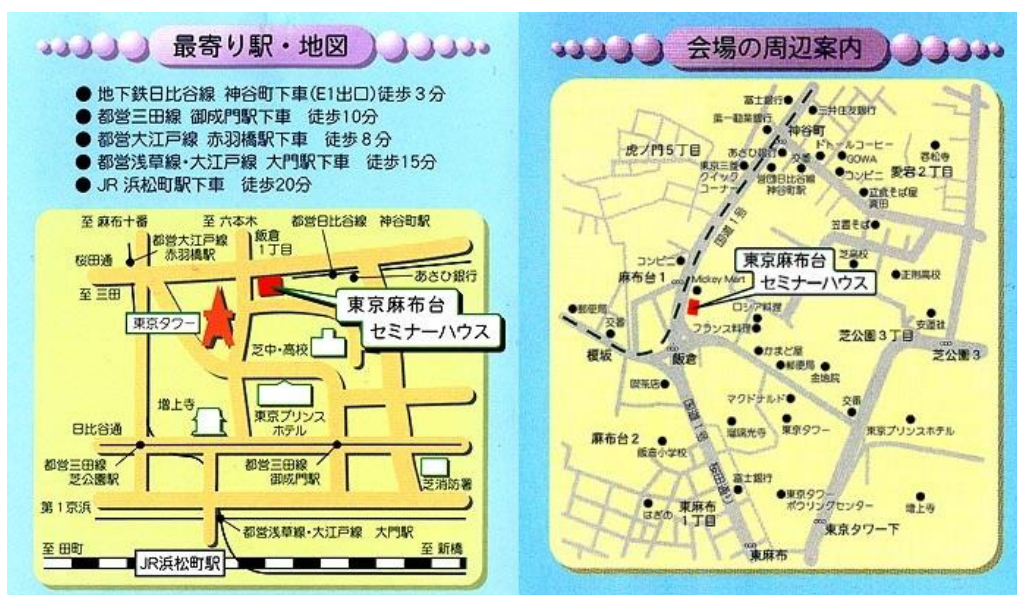 最寄り駅・地図
● 地下鉄日比谷線 神谷町下車(E1出口)徒歩3分
● 都営三田線 御成門駅下車 徒歩10分
● 都営大江戸線 赤羽橋駅下車 徒歩8分
● 都営浅草線・大江戸線 大門駅下車 徒歩15分
● JR 浜松町駅下車 徒歩20分
至 麻布十番
至 六本木
都営日比谷線 神谷町駅
都営大江戸線
赤羽橋駅
飯倉
1丁目
桜田通
あさひ銀行
至 三田
東京タワー
東京麻布台
セミナーハウス
芝中・高校
増上寺
東京プリンス
ホテル
日比谷通
都営三田線
芝公園駅
都営三田線
御成門駅
芝消防署
第1京浜
都営浅草線・大江戸線 大門駅
至 田町
至 新橋
JR浜松町駅
会場の周辺案内
富士銀行
三井住友銀行
第一勧業銀行
神谷町
虎ノ門5丁目
あさひ銀行
交番
ドトールコーヒー
GOWA
コンビニ
東京三菱
クイック
コーナー
営団日比谷線
神谷町駅
愛宕2丁目
立食そば屋
笠置そば
国道1号
芝高校
正則高校
コンビニ
麻布台1
Mickey Mart
東京麻布台
セミナーハウス
ロシア料理
フランス料理
郵便局
交番
榎坂
飯倉
安蓮社
芝公園3丁目
芝公園3
かまど屋
郵便局
金地院
喫茶店
マクドナルド
交番
国道1号
瑠璃光寺
東京タワー
東京プリンスホテル
麻布台2
飯倉小学校
桜田通り
富士銀行
東京タワー
ボウリングセンター
増上寺
はぎの
東麻布
1丁目
東京タワー下
東麻布